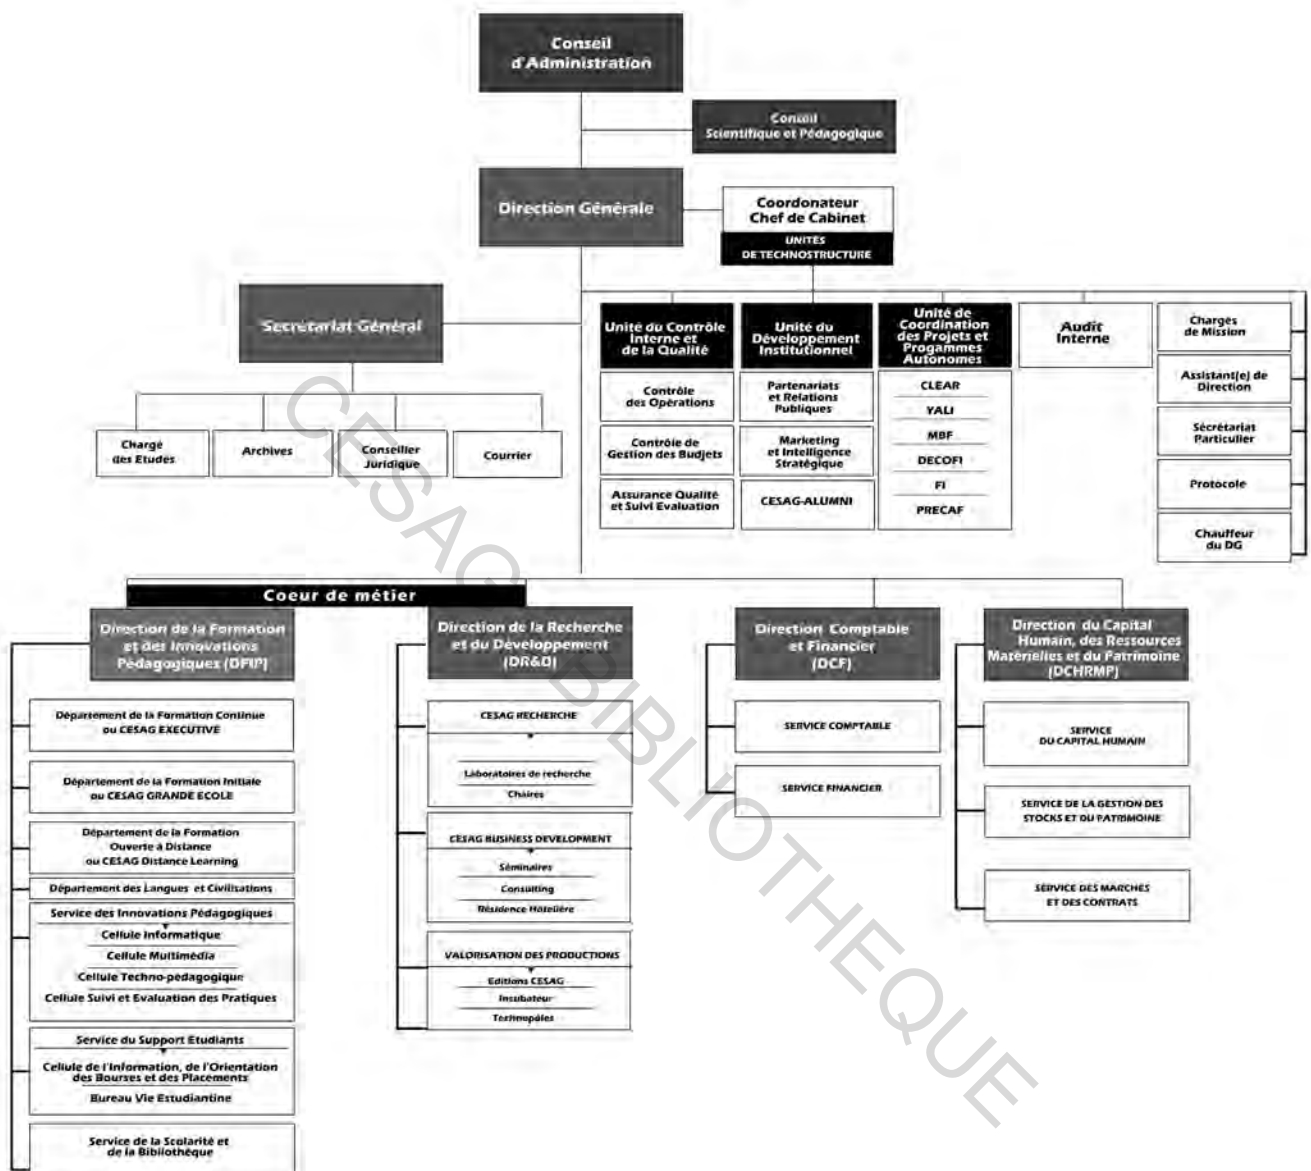 Conseil
d'Administration
Conseil
Scientifique et Pédagogique
Direction Générale
Coordonateur
Chef de Cabinet
UNITÉS
DE TECHNOSTRUCTURE
Secrétariat Général
Chargé
des Etudes
Archives
Conseiller
Juridique
Courrier
Unité du Contrôle
Interne et
de la Qualité
Contrôle
des Opérations
Contrôle de
Gestion des Budjets
Assurance Qualité
et Suivi Evaluation
Unité du
Développement
Institutionnel
Partenariats
et Relations
Publiques
Marketing
et Intelligence
Stratégique
CESAG-ALUMNI
Unité de
Coordination
des Projets et
Progammes
Autonomes
CLEAR
YALI
MBF
DECOFI
FI
PRECAF
Audit
Interne
Chargés
de Mission
Assistant(e) de
Direction
Sécrétariat
Particulier
Protocole
Chauffeur
du DG
Coeur de métier
Direction de la Formation
et des Innovations
Pédagogiques (DFIP)
Département de la Formation Continue
ou CESAG EXECUTIVE
Département de la Formation Initiale
ou CESAG GRANDE ECOLE
Département de la Formation
Ouverte à Distance
ou CESAG Distance Learning
Département des Langues et Civilisations
Service des Innovations Pédagogiques
Cellule Informatique
Cellule Multimédia
Cellule Techno-pédagogique
Cellule Suivi et Evaluation des Pratiques
Service du Support Etudiants
Cellule de l'Information, de l'Orientation
des Bourses et des Placements
Bureau Vie Estudiantine
Service de la Scolarité et
de la Bibliothéque
Direction de la Recherche
et du Développement
(DR&D)
CESAG RECHERCHE
Laboratoires de recherche
Chaires
CESAG BUSINESS DEVELOPMENT
Séminaires
Consulting
Résidence Hôtelière
VALORISATION DES PRODUCTIONS
Editions CESAG
Incubateur
Technopôles
Direction Comptable
et Financier
(DCF)
SERVICE COMPTABLE
SERVICE FINANCIER
Direction du Capital
Humain, des Ressources
Matérielles et du Patrimoine
(DCHRMP)
SERVICE
DU CAPITAL HUMAIN
SERVICE DE LA GESTION DES
STOCKS ET DU PATRIMOINE
SERVICE DES MARCHES
ET DES CONTRATS
CESAG - BIBLIOTHEQUE